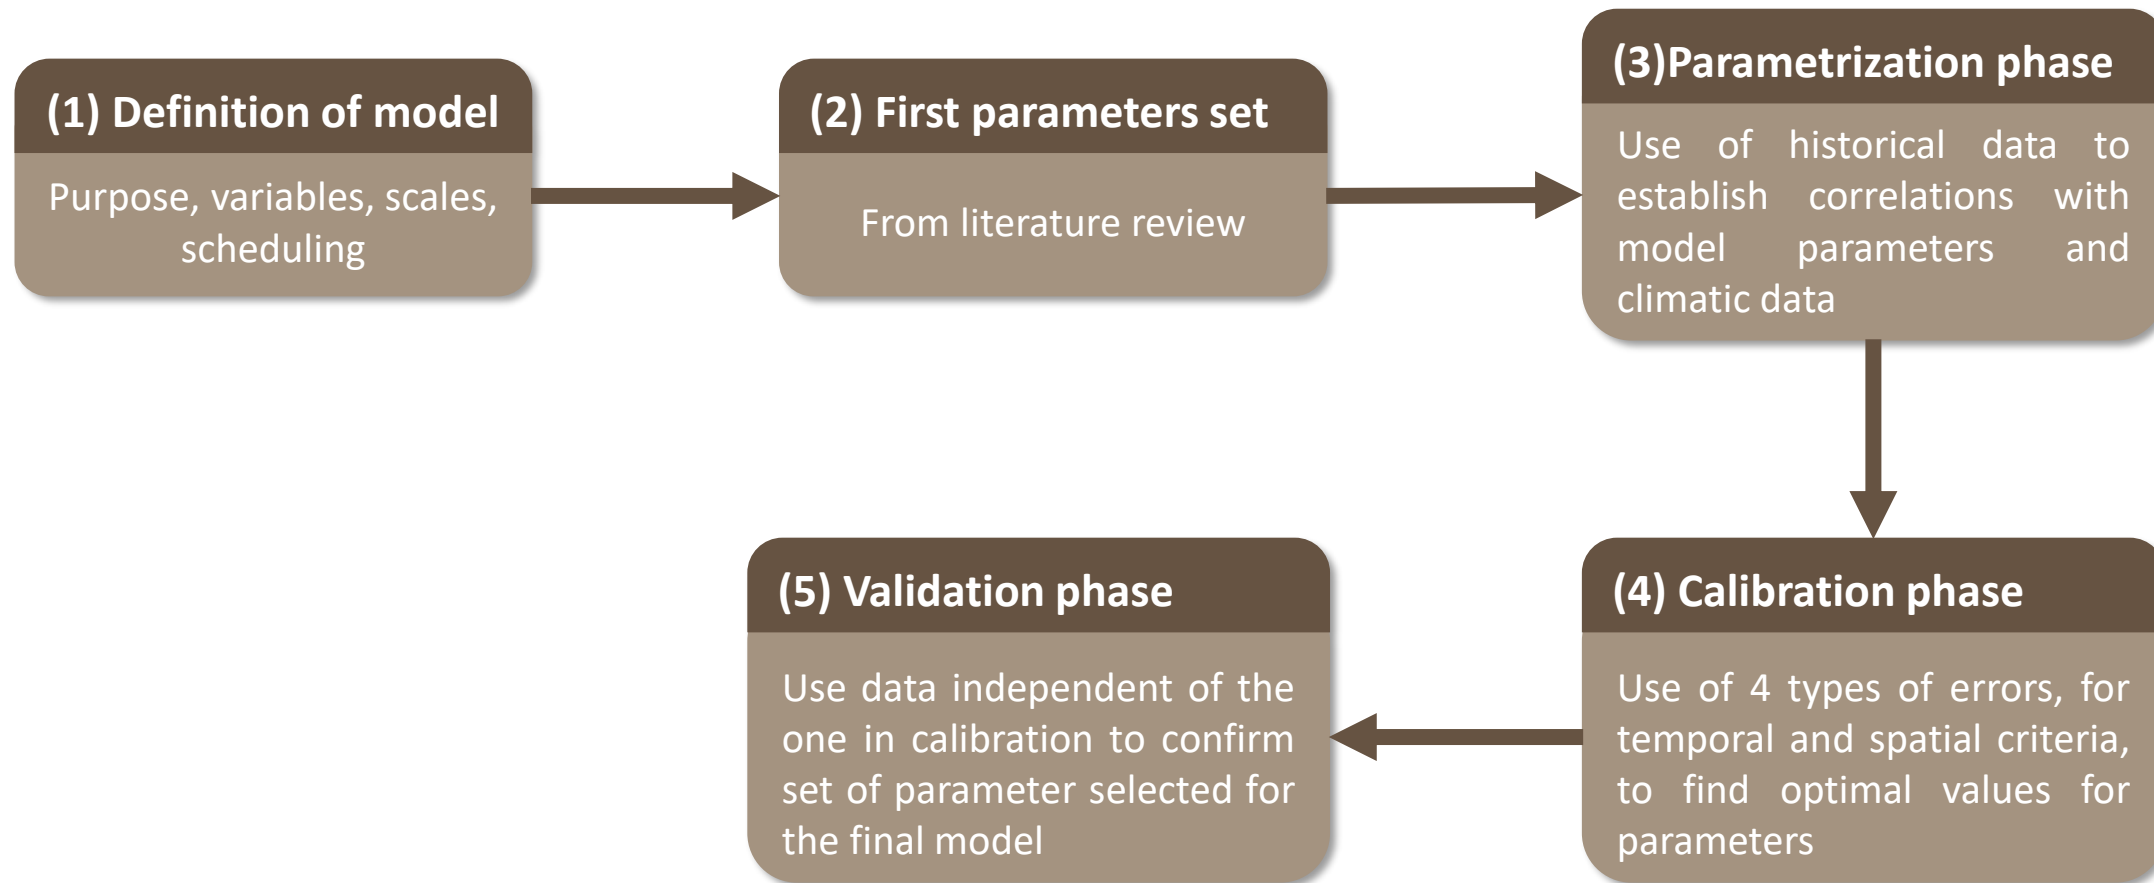 (1) Definition of model
Purpose, variables, scales,
scheduling
(2) First parameters set
From literature review
(3)Parametrization phase
Use of historical data to
establish correlations with
model parameters and
climatic data
(4) Calibration phase
Use of 4 types of errors, for
temporal and spatial criteria,
to find optimal values for
parameters
(5) Validation phase
Use data independent of the
one in calibration to confirm
set of parameter selected for
the final model